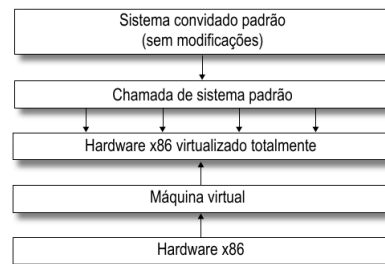 Sistema convidado padrão
(sem modificações)
Chamada de sistema padrão
Hardware x86 virtualizado totalmente
Máquina virtual
Hardware x86